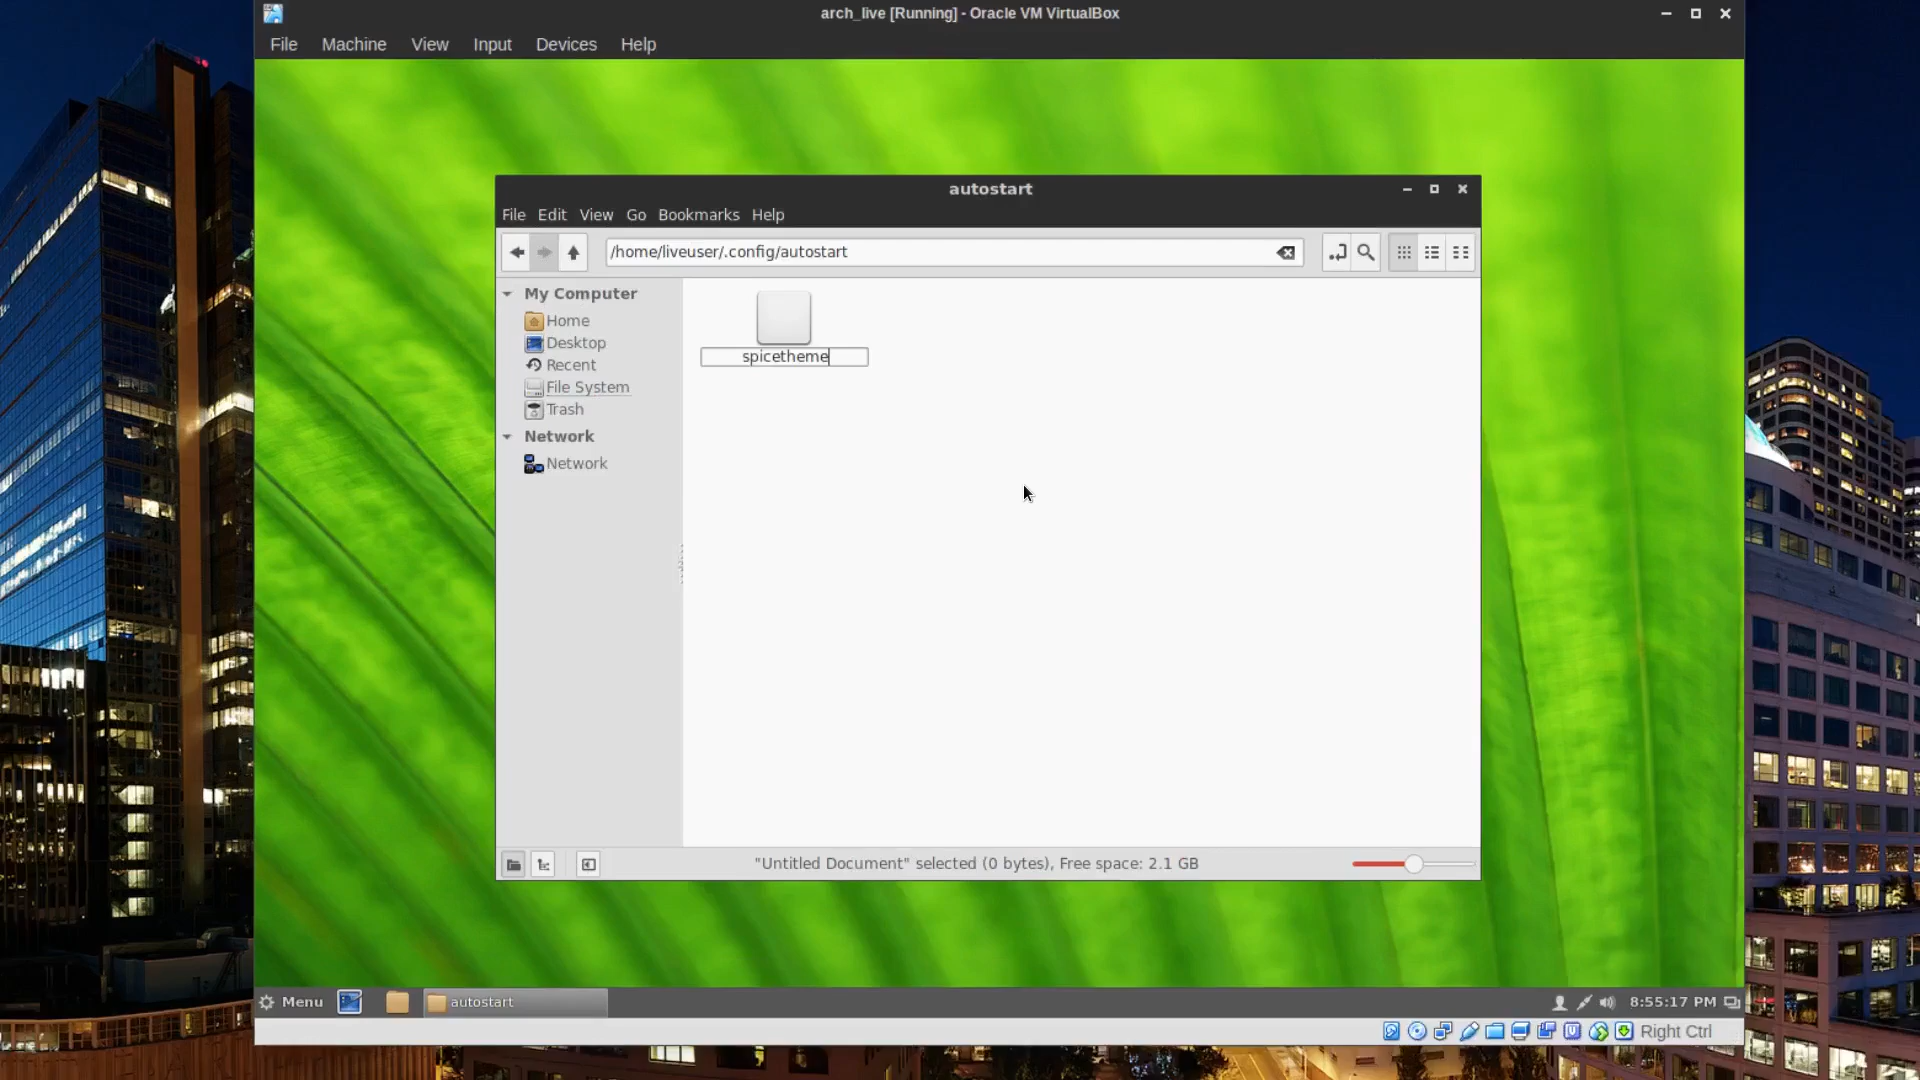 arch_live [Running] - Oracle VM VirtualBox
File Machine View Input Devices Help
autostart
File Edit View Go Bookmarks Help
/home/liveuser/.config/autostart
My Computer
Home
Desktop
Recent
File System
Trash
Network
Network
spicetheme
"Untitled Document" selected (0 bytes), Free space: 2.1 GB
Menu autostart 8:55:17 PM
Right Ctrl